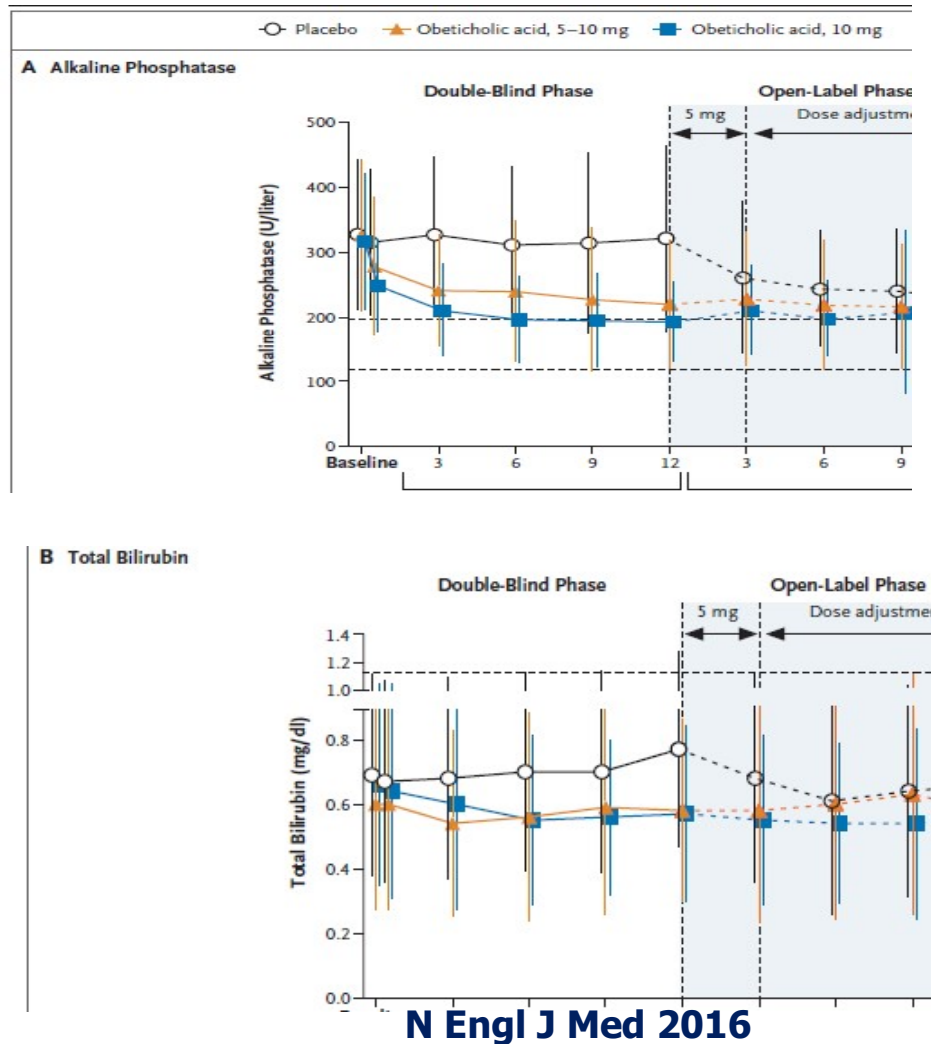 Placebo Obeticholic acid, 5–10 mg Obeticholic acid, 10 mg
A Alkaline Phosphatase
Double-Blind Phase Open-Label Phase
5 mg Dose adjustme
Alkaline Phosphatase (U/liter)
500
400
300
200
100
0
Baseline 3 6 9 12 3 6 9
B Total Bilirubin
Double-Blind Phase Open-Label Phase
5 mg Dose adjustme
Total Bilirubin (mg/dl)
1.4
1.2
1.0
0.8
0.6
0.4
0.2
0.0
N Engl J Med 2016